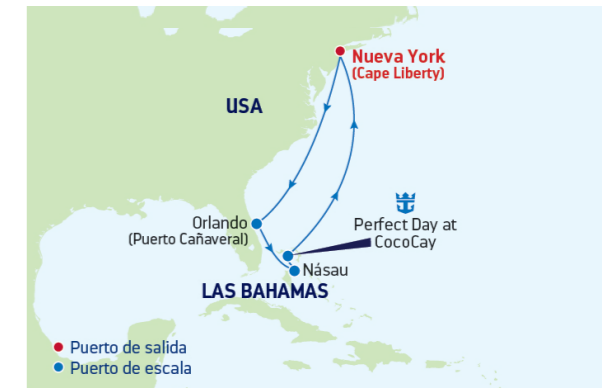 Nueva York
(Cape Liberty)
USA
Orlando
(Puerto Cañaveral)
Perfect Day at
CocoCay
Násau
LAS BAHAMAS
Puerto de salida
Puerto de escala